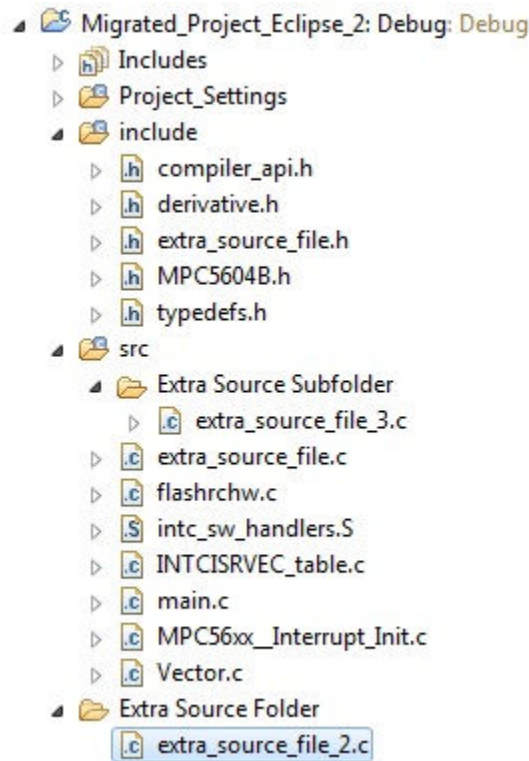 Migrated_Project_Eclipse_2: Debug: Debug
Includes
Project_Settings
include
.h compiler_api.h
.h derivative.h
.h extra_source_file.h
.h MPC5604B.h
.h typedefs.h
src
Extra Source Subfolder
.c extra_source_file_3.c
.c extra_source_file.c
.c flashrchw.c
.S intc_sw_handlers.S
.c INTCISRVEC_table.c
.c main.c
.c MPC56xx__Interrupt_Init.c
.c Vector.c
Extra Source Folder
.c extra_source_file_2.c